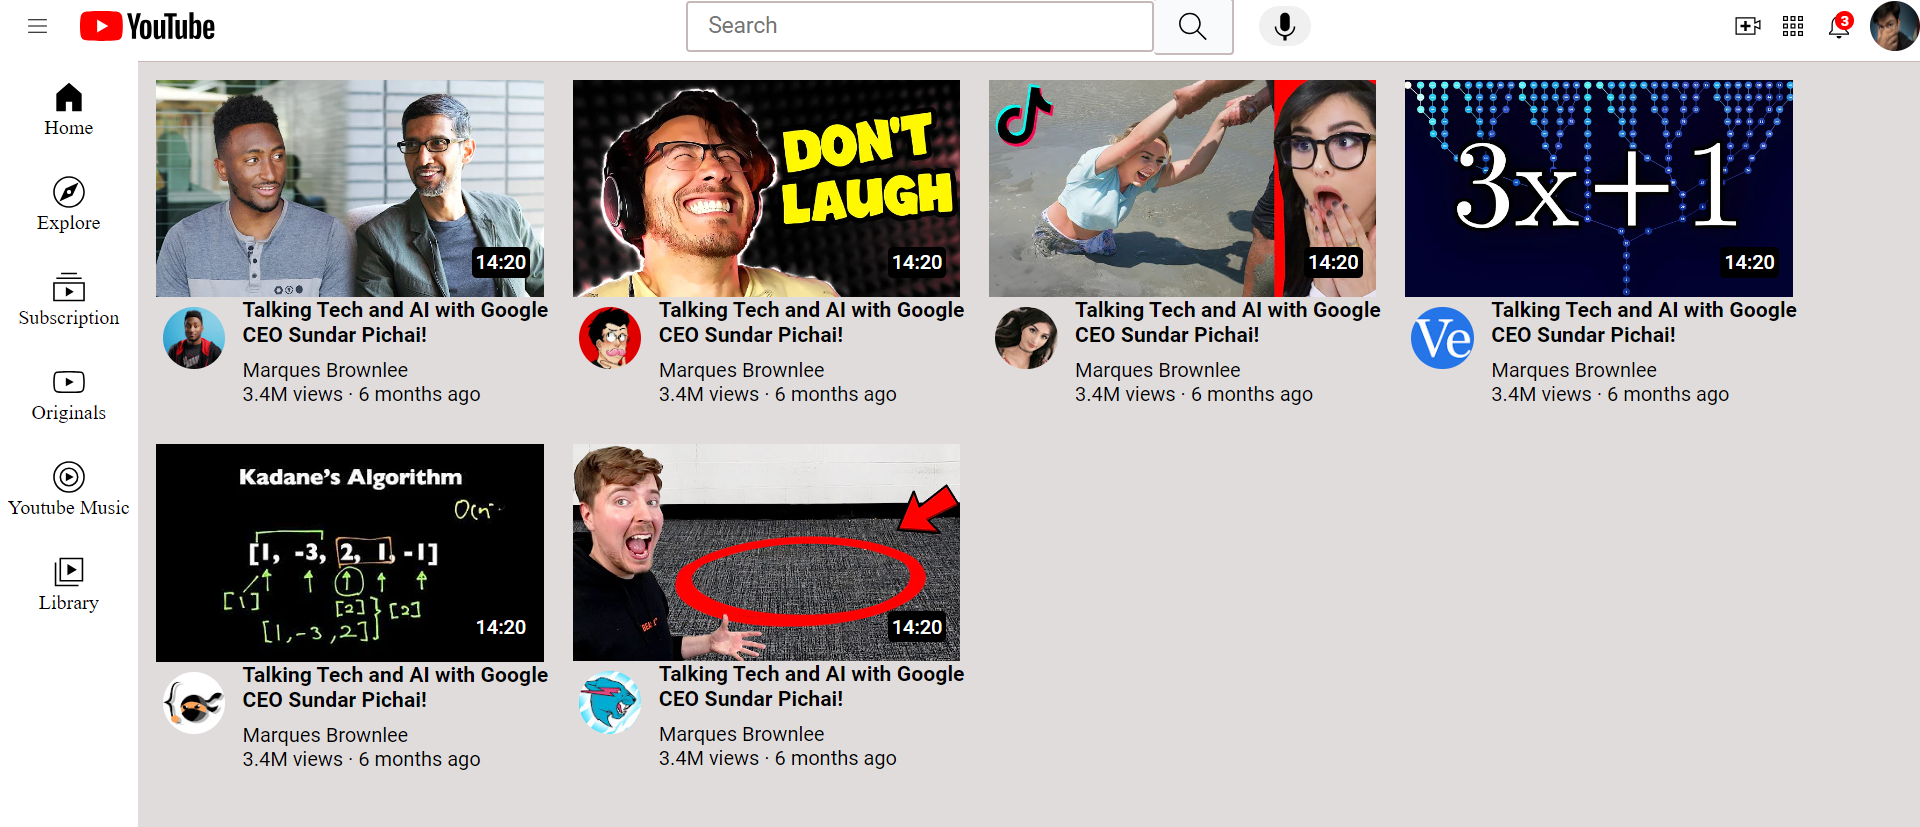 YouTube
Search
3
Home
Explore
Subscription
Originals
Youtube Music
Library
14:20
Talking Tech and AI with Google
CEO Sundar Pichai!
Marques Brownlee
3.4M views · 6 months ago
DON'T
LAUGH
14:20
Talking Tech and AI with Google
CEO Sundar Pichai!
Marques Brownlee
3.4M views · 6 months ago
14:20
Talking Tech and AI with Google
CEO Sundar Pichai!
Marques Brownlee
3.4M views · 6 months ago
3x+1
14:20
Ve
Talking Tech and AI with Google
CEO Sundar Pichai!
Marques Brownlee
3.4M views · 6 months ago
Kadane's Algorithm
[1, -3, 2, 1, -1]
[1]
[2]
[2]
[1, -3, 2]
14:20
Talking Tech and AI with Google
CEO Sundar Pichai!
Marques Brownlee
3.4M views · 6 months ago
14:20
Talking Tech and AI with Google
CEO Sundar Pichai!
Marques Brownlee
3.4M views · 6 months ago